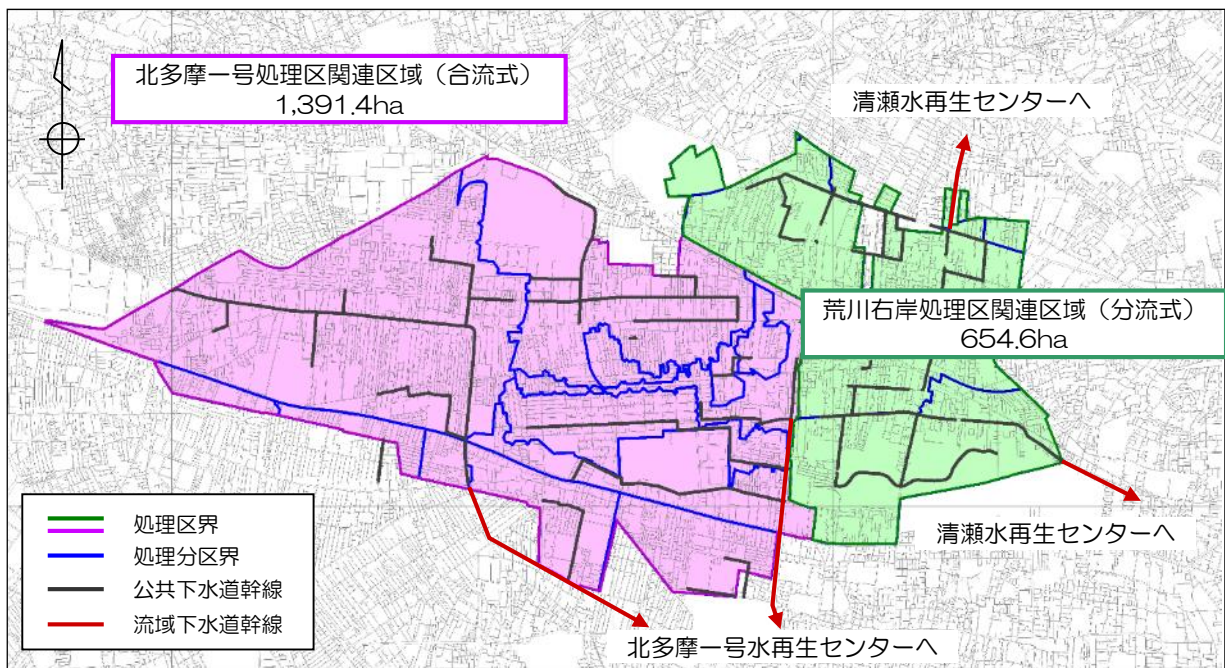 北多摩一号処理区関連区域（合流式）
1,391.4ha
清瀬水再生センターへ
荒川右岸処理区関連区域（分流式）
654.6ha
清瀬水再生センターへ
北多摩一号水再生センターへ
処理区界
処理分区界
公共下水道幹線
流域下水道幹線